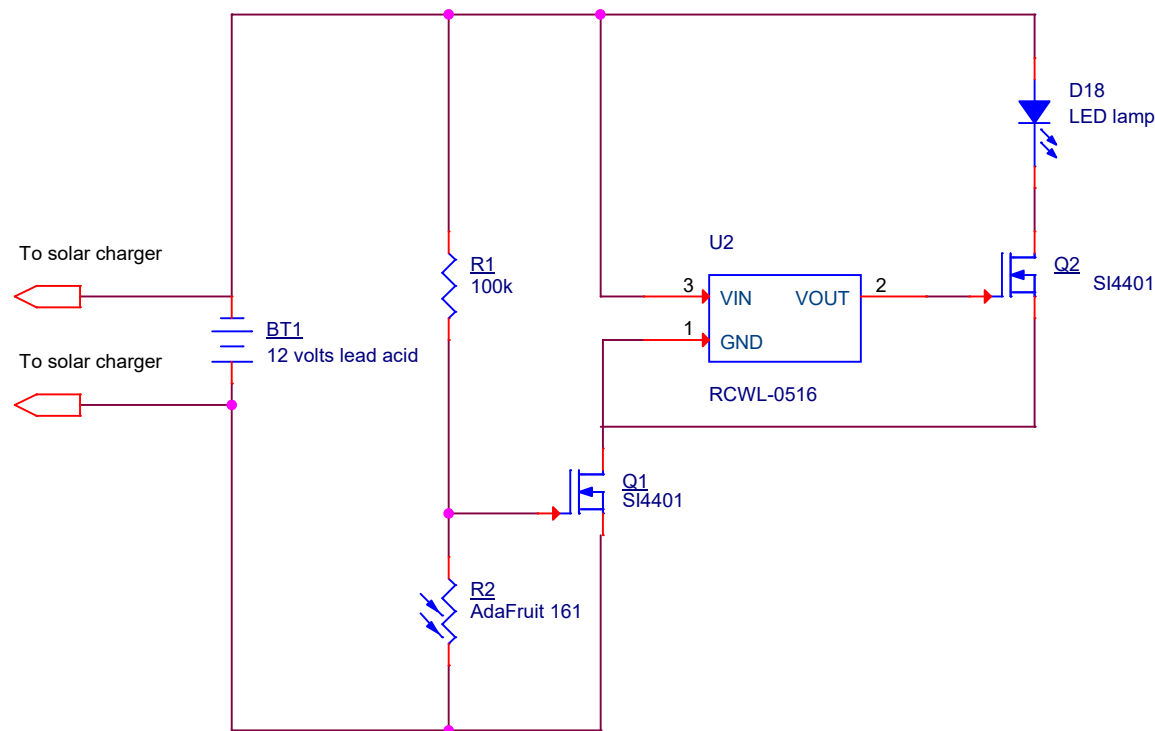 D18
LED lamp
To solar charger
U2
R1
100k
Q2
SI4401
3
VIN
VOUT
2
BT1
12 volts lead acid
1
GND
To solar charger
RCWL-0516
Q1
SI4401
R2
AdaFruit 161